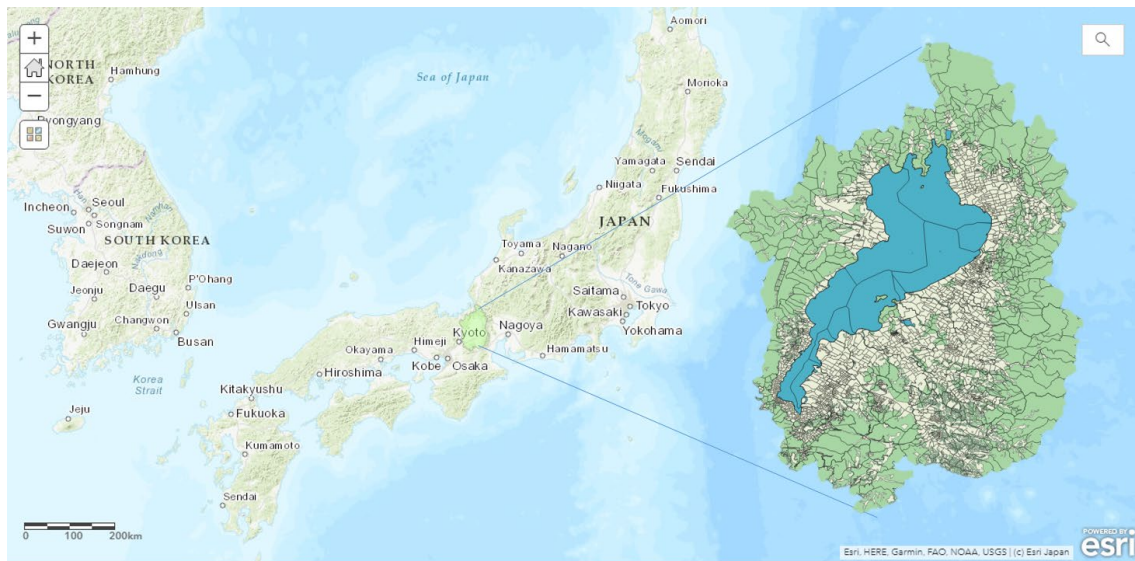 Aomori
NORTH
KOREA
Hamhung
Sea of Japan
Morioka
Pyongyang
Mogami
Yamagata
Sendai
Niigata
Fukushima
Incheon
Seoul
Suwon
Songnam
SOUTH KOREA
JAPAN
Toyama
Nagano
Kanazawa
Daejeon
P'Ohang
Jeonju
Daegu
Saitama
Tone Gawa
Tokyo
Ulsan
Kawasaki
Gwangju
Changwon
Yokohama
Busan
Kyoto
Nagoya
Himeji
Okayama
Hamamatsu
Kobe
Osaka
Hiroshima
Korea
Strait
Kitakyushu
Jeju
Fukuoka
Kumamoto
Sendai
0 100 200km
Esri, HERE, Garmin, FAO, NOAA, USGS | (c) Esri Japan
POWERED BY
esri